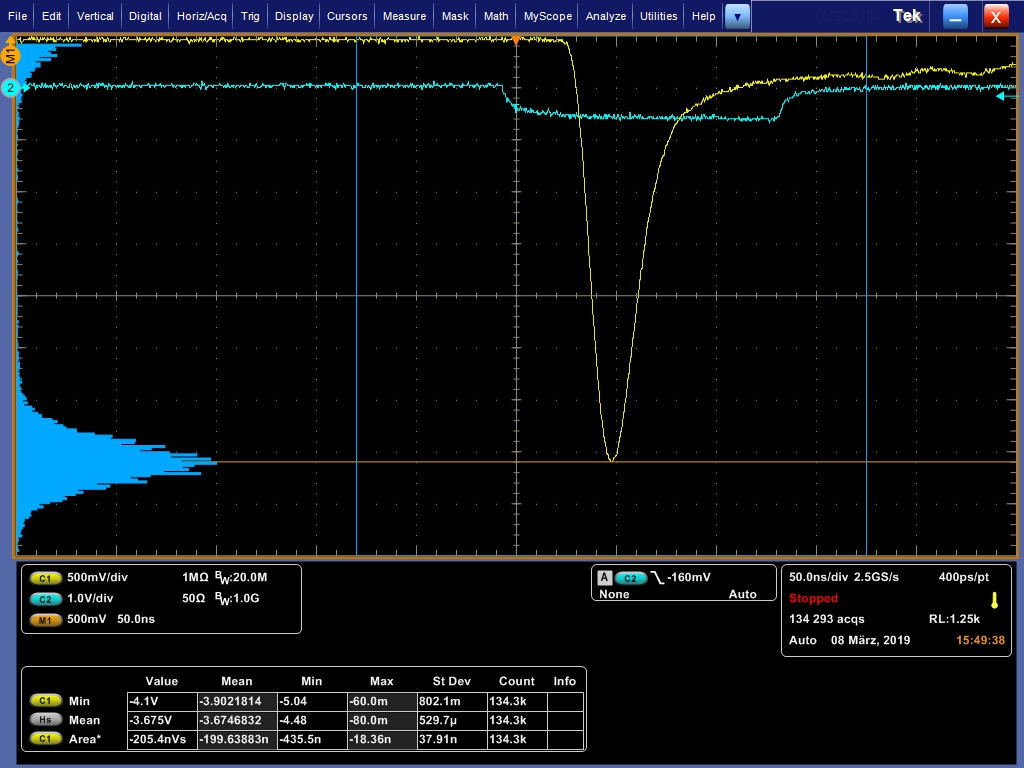 File Edit Vertical Digital Horiz/Acq Trig Display Cursors Measure Mask Math MyScope Analyze Utilities Help Tek X
M1
2
C1 500mV/div 1MΩ BW:20.0M
C2 1.0V/div 50Ω BW:1.0G
M1 500mV 50.0ns
A C2 -160mV
None Auto
50.0ns/div 2.5GS/s 400ps/pt
Stopped
134 293 acqs RL:1.25k
Auto 08 März, 2019 15:49:38
Value Mean Min Max St Dev Count Info
C1 Min -4.1V -3.9021814 -5.04 -60.0m 802.1m 134.3k
Hs Mean -3.675V -3.6746832 -4.48 -80.0m 529.7µ 134.3k
C1 Area* -205.4nVs -199.63883n -435.5n -18.36n 37.91n 134.3k